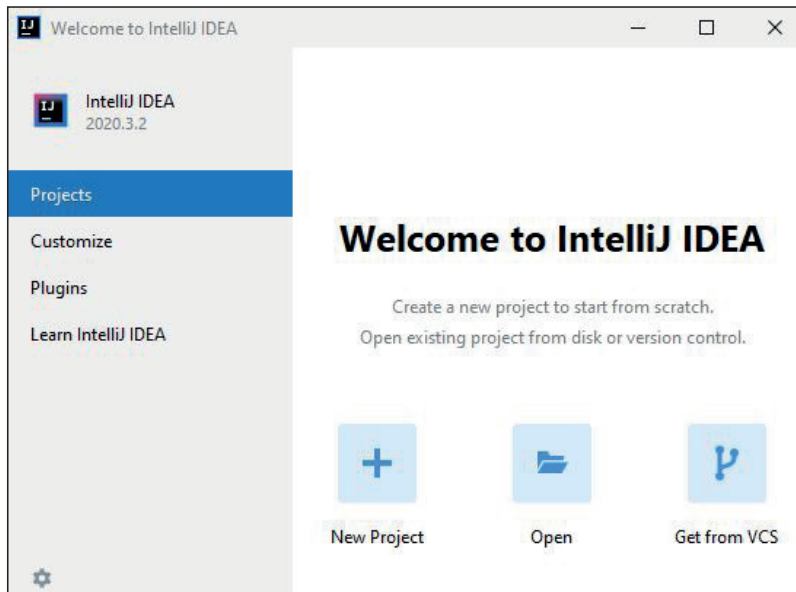 Welcome to IntelliJ IDEA
IntelliJ IDEA
2020.3.2
Projects
Customize
Plugins
Learn IntelliJ IDEA
Welcome to IntelliJ IDEA
Create a new project to start from scratch.
Open existing project from disk or version control.
New Project
Open
Get from VCS